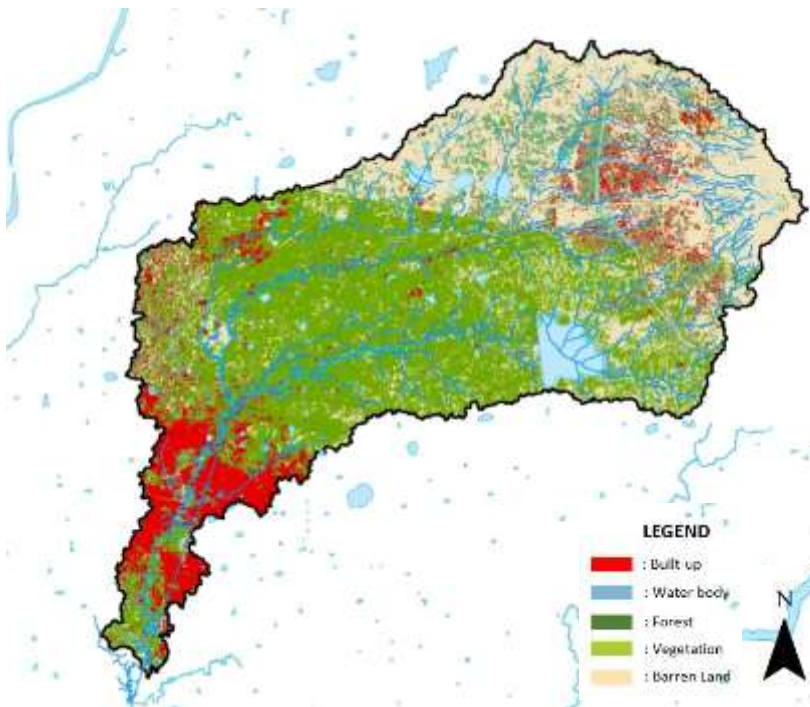 LEGEND
: Built up
: Water body
: Forest
: Vegetation
: Barren Land
N